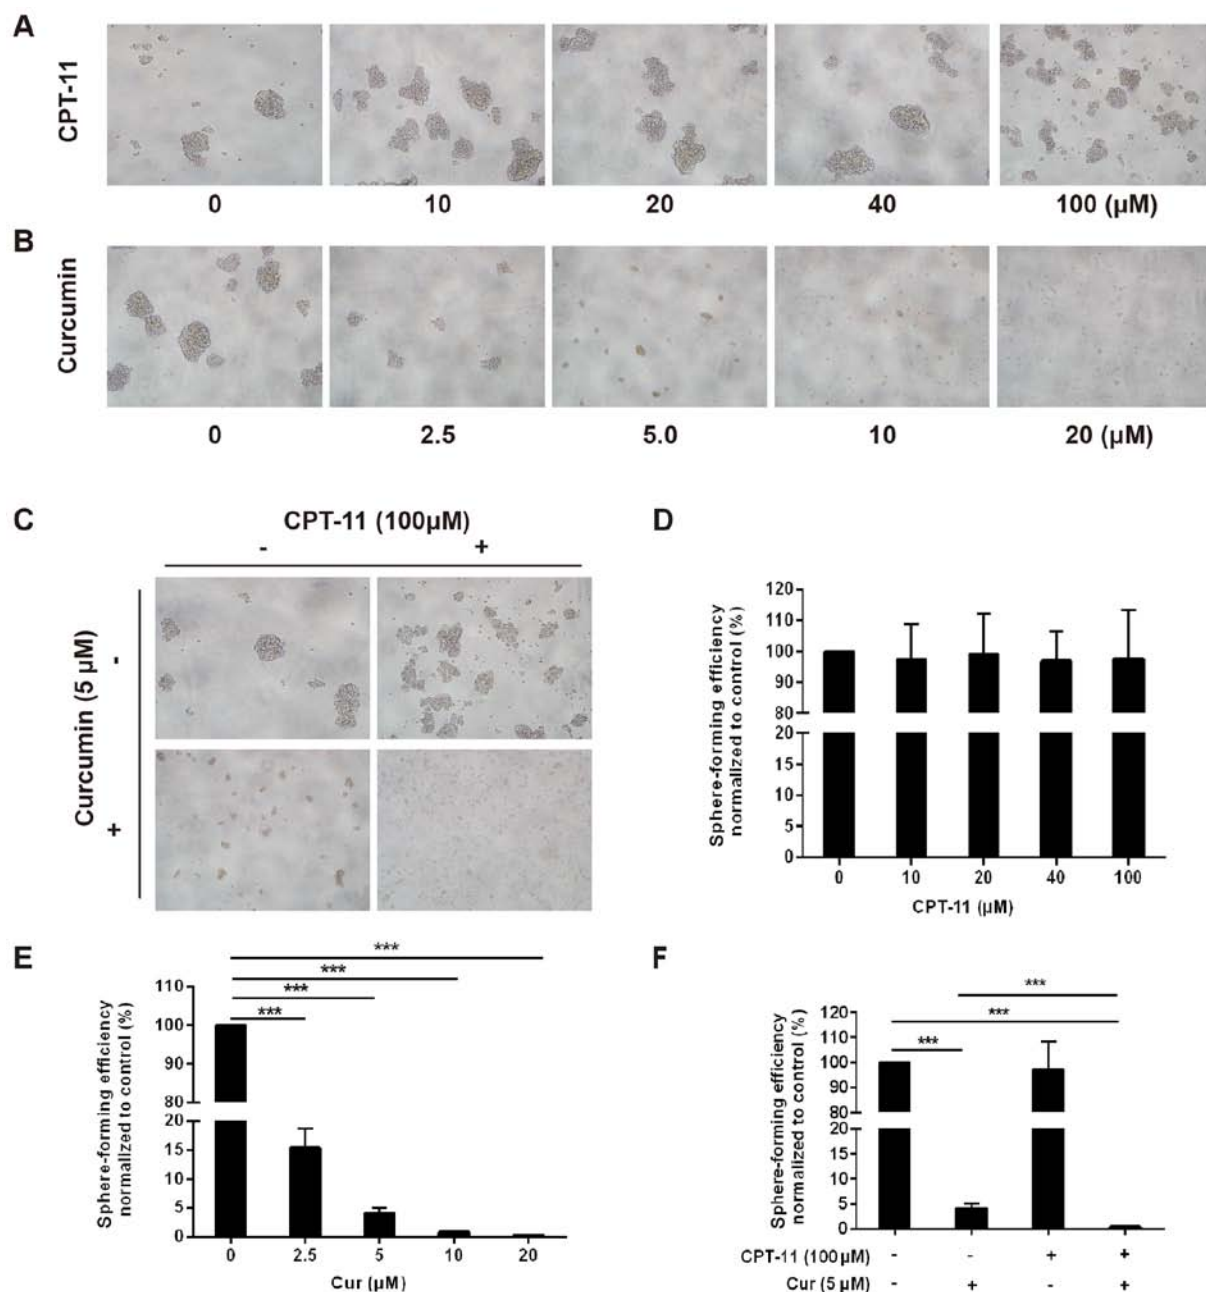 A
CPT-11
0 10 20 40 100 (μM)
B
Curcumin
0 2.5 5.0 10 20 (μM)
C
CPT-11 (100μM)
- +
Curcumin (5 μM)
-
+
D
Sphere-forming efficiency
normalized to control (%)
120
110
100
90
80
20
15
10
5
0
0 10 20 40 100
CPT-11 (μM)
E
Sphere-forming efficiency
normalized to control (%)
***
***
***
***
110
100
90
80
20
15
10
5
0
0 2.5 5 10 20
Cur (μM)
F
Sphere-forming efficiency
normalized to control (%)
***
***
***
120
110
100
90
80
20
15
10
5
0
CPT-11 (100μM) - - + +
Cur (5 μM) - + - +